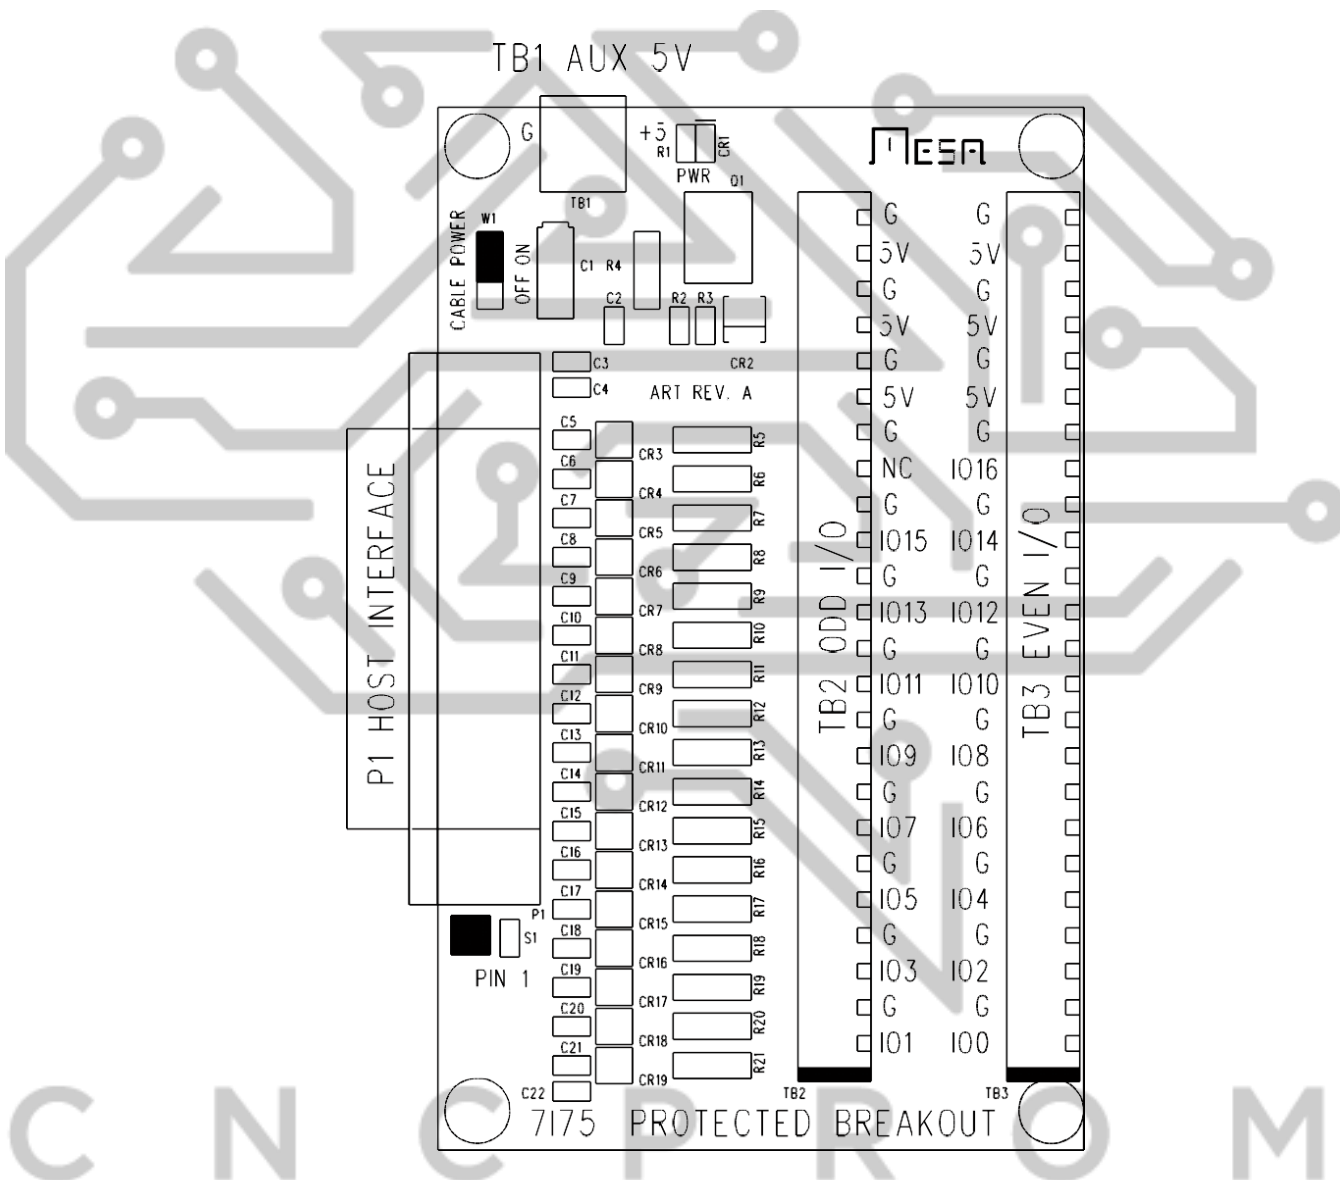 TB1 AUX 5V
G
+5
R1
CR1
PWR
MESA
TB1
Q1
W1
CABLE POWER
OFF ON
C1
R4
C2
R2
R3
CR2
C3
C4
ART REV. A
G G
5V 5V
G G
5V 5V
G G
5V 5V
G G
NC IO16
G G
IO15 IO14
G G
IO13 IO12
G G
IO11 IO10
G G
IO9 IO8
G G
IO7 IO6
G G
IO5 IO4
G G
IO3 IO2
G G
IO1 IO0
TB2 ODD I/O
TB3 EVEN I/O
P1 HOST INTERFACE
C5 CR3 R5
C6 CR4 R6
C7 CR5 R7
C8 CR6 R8
C9 CR7 R9
C10 CR8 R10
C11 CR9 R11
C12 CR10 R12
C13 CR11 R13
C14 CR12 R14
C15 CR13 R15
C16 CR14 R16
C17 CR15 R17
C18 CR16 R18
C19 CR17 R19
C20 CR18 R20
C21 CR19 R21
C22
P1
S1
PIN 1
TB2
TB3
7I75 PROTECTED BREAKOUT
CNCPROM